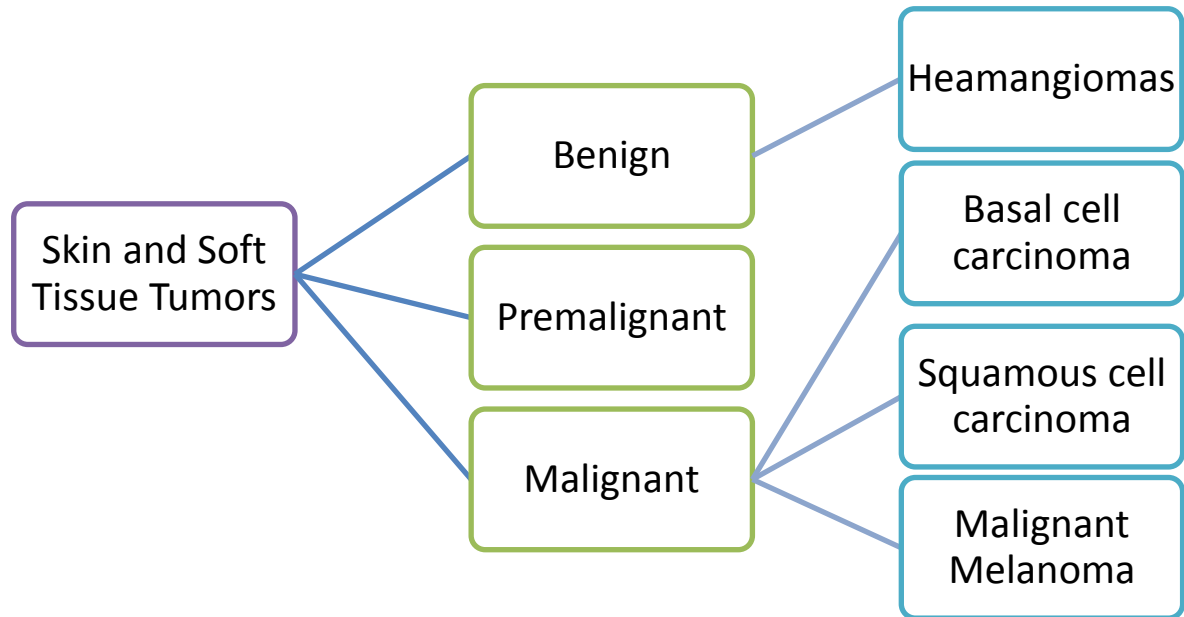 Skin and Soft
Tissue Tumors
Benign
Premalignant
Malignant
Heamangiomas
Basal cell
carcinoma
Squamous cell
carcinoma
Malignant
Melanoma